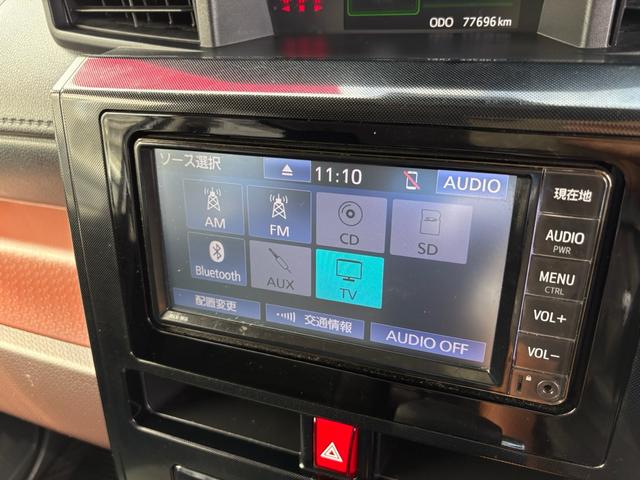 ODO 77696 km
ソース選択
11:10
AUDIO
AM
FM
CD
SD
Bluetooth
AUX
TV
配置変更
交通情報
AUDIO OFF
現在地
AUDIO
PWR
MENU
CTRL
VOL+
VOL-